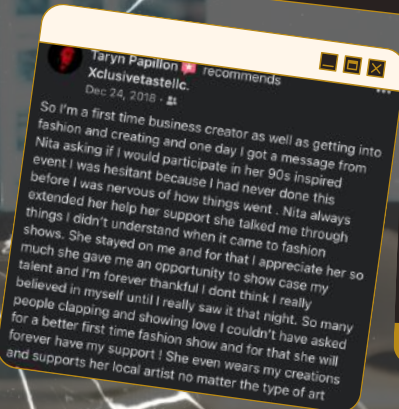 Taryn Papillon recommends
Xclusivetastellc.
Dec 24, 2018 ·
So I'm a first time business creator as well as getting into
fashion and creating and one day I got a message from
Nita asking if I would participate in her 90s inspired
event I was hesitant because I had never done this
before I was nervous of how things went . Nita always
extended her help her support she talked me through
things I didn't understand when it came to fashion
shows. She stayed on me and for that I appreciate her so
much she gave me an opportunity to show case my
talent and I'm forever thankful I dont think I really
believed in myself until I really saw it that night. So many
people clapping and showing love I couldn't have asked
for a better first time fashion show and for that she will
forever have my support ! She even wears my creations
and supports her local artist no matter the type of art